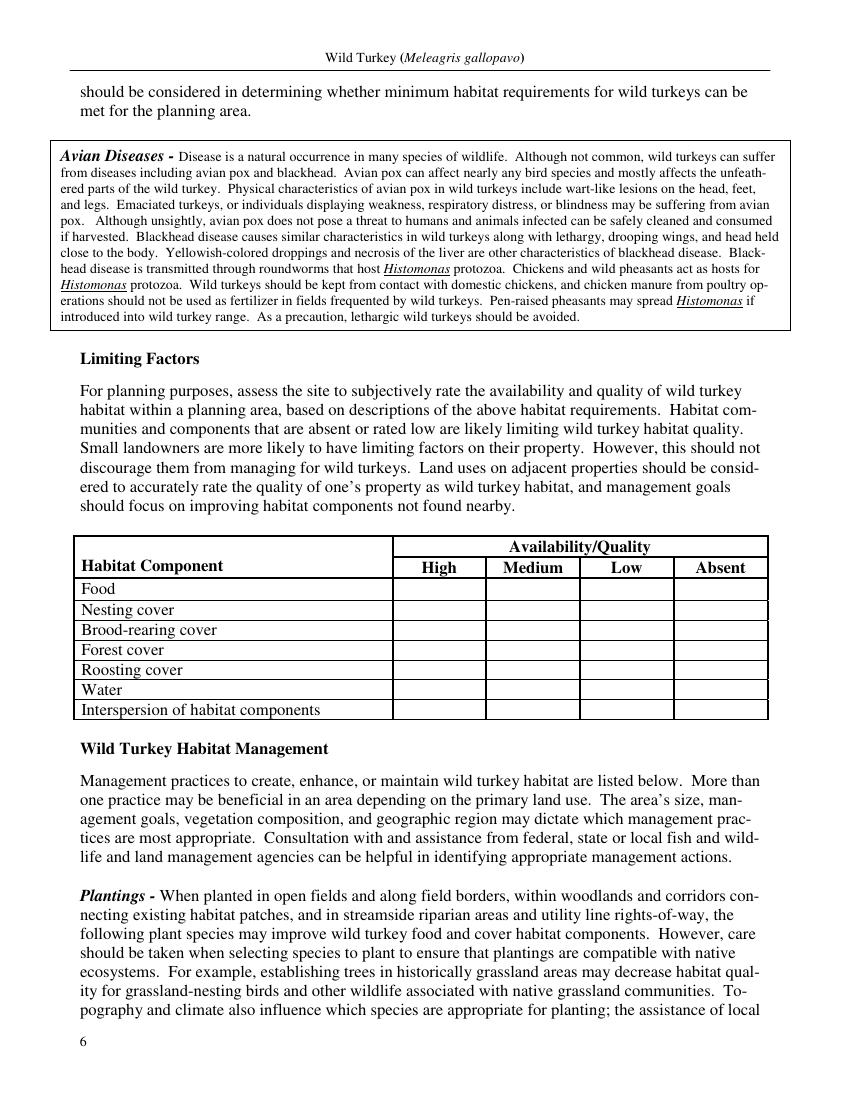 Wild Turkey (Meleagris gallopavo)
should be considered in determining whether minimum habitat requirements for wild turkeys can be
met for the planning area.
Avian Diseases - Disease is a natural occurrence in many species of wildlife. Although not common, wild turkeys can suffer
from diseases including avian pox and blackhead. Avian pox can affect nearly any bird species and mostly affects the unfeath-
ered parts of the wild turkey. Physical characteristics of avian pox in wild turkeys include wart-like lesions on the head, feet,
and legs. Emaciated turkeys, or individuals displaying weakness, respiratory distress, or blindness may be suffering from avian
pox. Although unsightly, avian pox does not pose a threat to humans and animals infected can be safely cleaned and consumed
if harvested. Blackhead disease causes similar characteristics in wild turkeys along with lethargy, drooping wings, and head held
close to the body. Yellowish-colored droppings and necrosis of the liver are other characteristics of blackhead disease. Black-
head disease is transmitted through roundworms that host Histomonas protozoa. Chickens and wild pheasants act as hosts for
Histomonas protozoa. Wild turkeys should be kept from contact with domestic chickens, and chicken manure from poultry op-
erations should not be used as fertilizer in fields frequented by wild turkeys. Pen-raised pheasants may spread Histomonas if
introduced into wild turkey range. As a precaution, lethargic wild turkeys should be avoided.
Limiting Factors
For planning purposes, assess the site to subjectively rate the availability and quality of wild turkey
habitat within a planning area, based on descriptions of the above habitat requirements. Habitat com-
munities and components that are absent or rated low are likely limiting wild turkey habitat quality.
Small landowners are more likely to have limiting factors on their property. However, this should not
discourage them from managing for wild turkeys. Land uses on adjacent properties should be consid-
ered to accurately rate the quality of one's property as wild turkey habitat, and management goals
should focus on improving habitat components not found nearby.
Availability/Quality
Habitat Component High Medium Low Absent
Food
Nesting cover
Brood-rearing cover
Forest cover
Roosting cover
Water
Interspersion of habitat components
Wild Turkey Habitat Management
Management practices to create, enhance, or maintain wild turkey habitat are listed below. More than
one practice may be beneficial in an area depending on the primary land use. The area's size, man-
agement goals, vegetation composition, and geographic region may dictate which management prac-
tices are most appropriate. Consultation with and assistance from federal, state or local fish and wild-
life and land management agencies can be helpful in identifying appropriate management actions.
Plantings - When planted in open fields and along field borders, within woodlands and corridors con-
necting existing habitat patches, and in streamside riparian areas and utility line rights-of-way, the
following plant species may improve wild turkey food and cover habitat components. However, care
should be taken when selecting species to plant to ensure that plantings are compatible with native
ecosystems. For example, establishing trees in historically grassland areas may decrease habitat qual-
ity for grassland-nesting birds and other wildlife associated with native grassland communities. To-
pography and climate also influence which species are appropriate for planting; the assistance of local
6